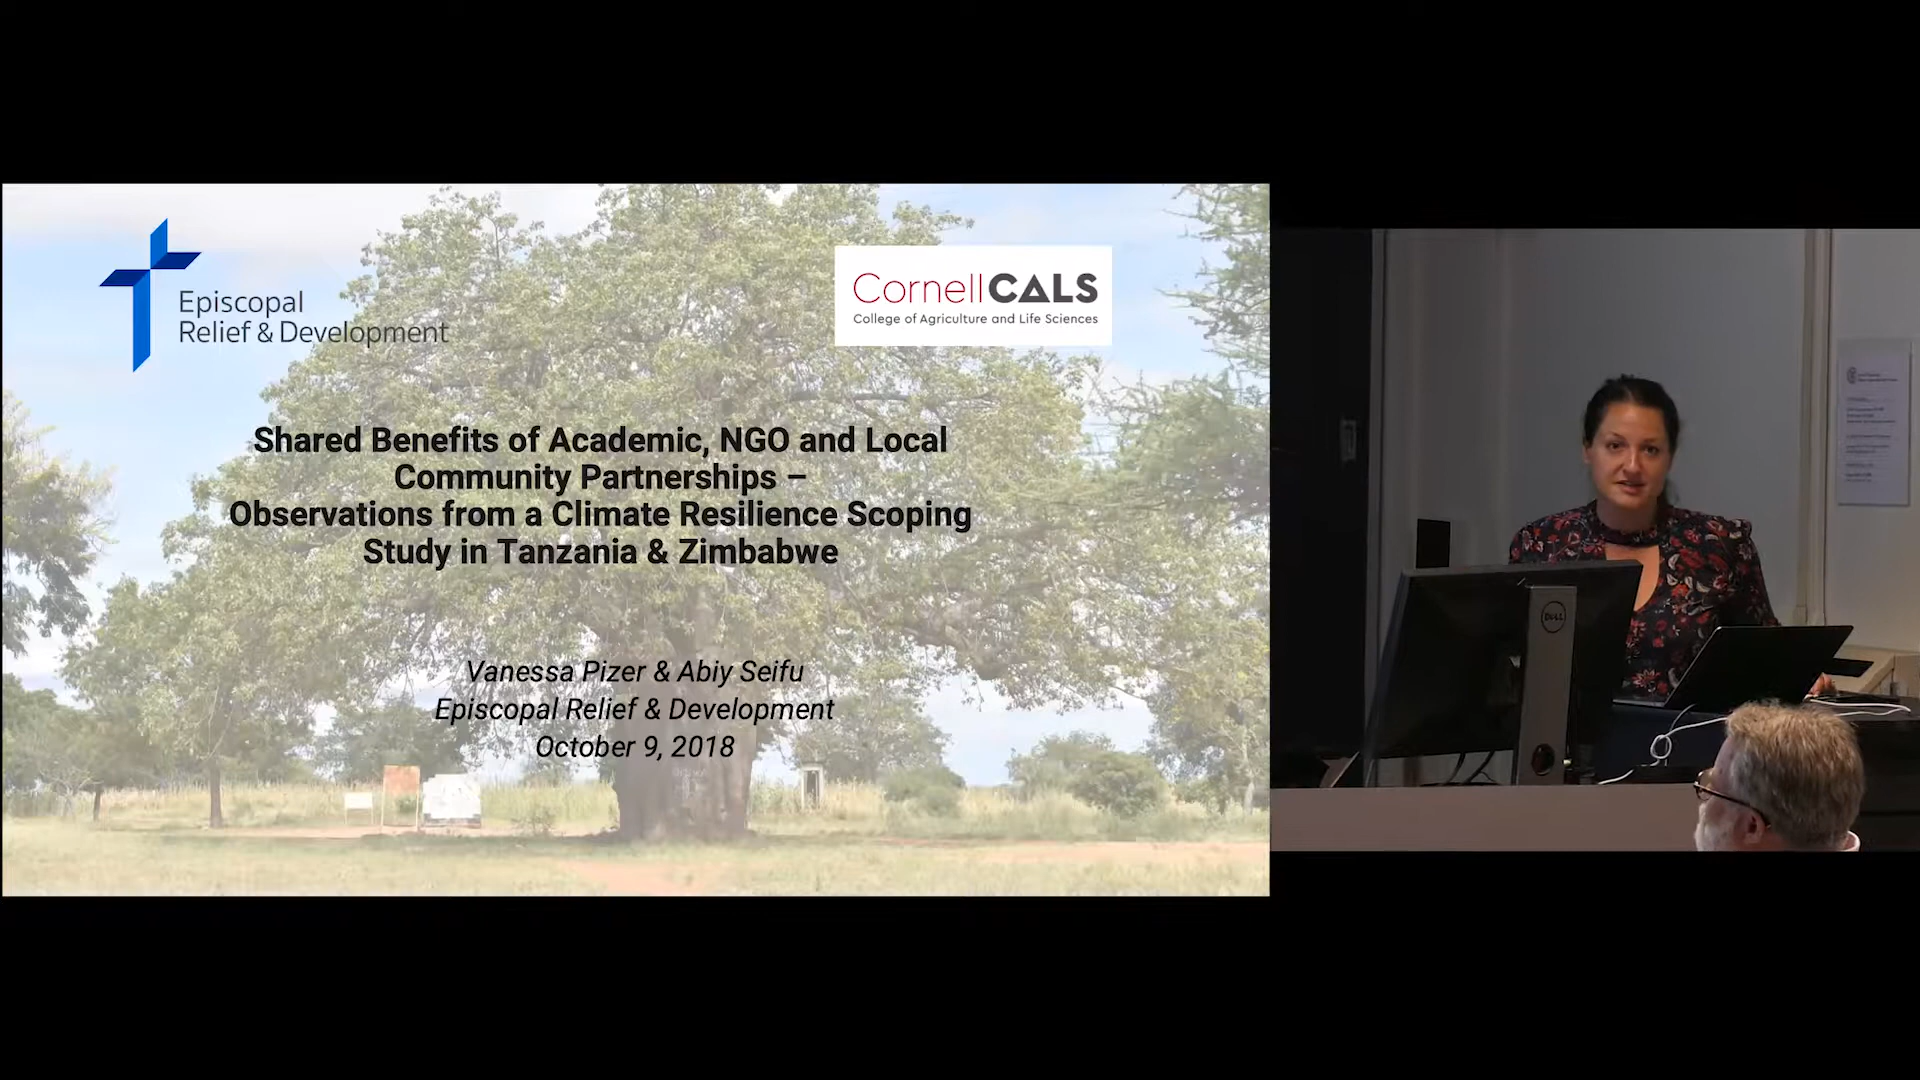 Episcopal
Relief & Development
CornellCALS
College of Agriculture and Life Sciences
Shared Benefits of Academic, NGO and Local
Community Partnerships –
Observations from a Climate Resilience Scoping
Study in Tanzania & Zimbabwe
Vanessa Pizer & Abiy Seifu
Episcopal Relief & Development
October 9, 2018
DELL